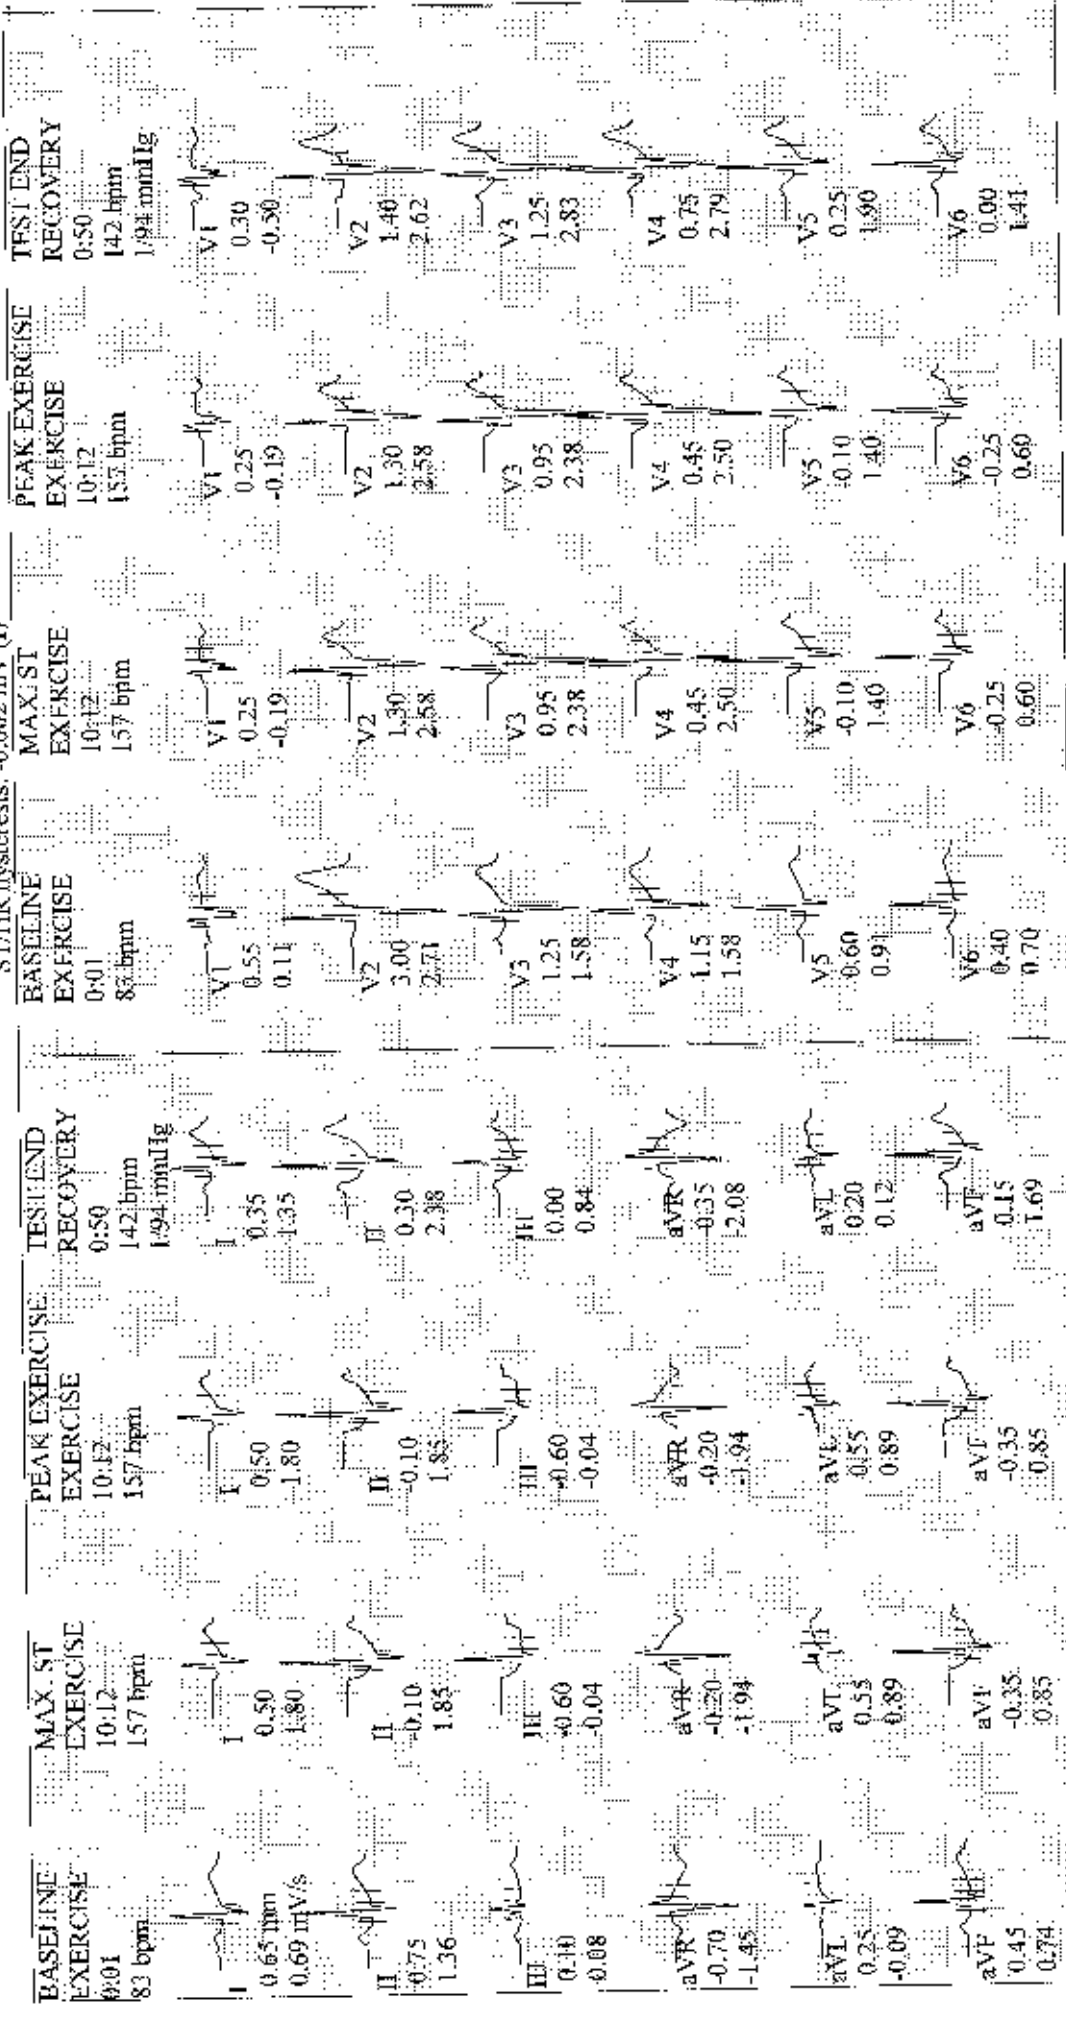 ST/HR hysteresis:
BASELINE
EXERCISE
0:01
83 bpm
I
0.65 mm
0.69 mV/s
II
0.75
1.36
III
0.10
0.08
aVR
-0.70
-1.45
aVL
0.25
-0.09
aVF
0.45
0.74
MAX. ST
EXERCISE
10:12
157 bpm
I
0.50
1.80
II
-0.10
1.85
III
-0.60
-0.04
aVR
-0.20
-1.94
aVL
0.55
0.89
aVF
-0.35
0.85
PEAK EXERCISE
EXERCISE
10:12
157 bpm
I
0.50
1.80
II
-0.10
1.85
III
-0.60
-0.04
aVR
-0.20
-1.94
aVL
0.55
0.89
aVF
-0.35
0.85
TEST END
RECOVERY
0:50
142 bpm
194 mmHg
I
0.35
1.35
II
0.30
2.38
III
0.00
0.84
aVR
-0.35
-2.08
aVL
0.20
0.12
aVF
0.15
1.69
BASELINE
EXERCISE
0:01
83 bpm
V1
0.55
0.11
V2
3.00
2.71
V3
1.25
1.58
V4
1.15
1.58
V5
0.60
0.91
V6
0.40
0.70
MAX. ST
EXERCISE
10:12
157 bpm
V1
0.25
-0.19
V2
1.30
2.58
V3
0.95
2.38
V4
0.45
2.50
V5
-0.10
1.40
V6
-0.25
0.60
PEAK EXERCISE
EXERCISE
10:12
157 bpm
V1
0.25
-0.19
V2
1.30
2.58
V3
0.95
2.38
V4
0.45
2.50
V5
-0.10
1.40
V6
-0.25
0.60
TEST END
RECOVERY
0:50
142 bpm
194 mmHg
V1
0.30
-0.50
V2
1.40
2.62
V3
1.25
2.83
V4
0.75
2.79
V5
0.25
1.90
V6
0.00
1.41